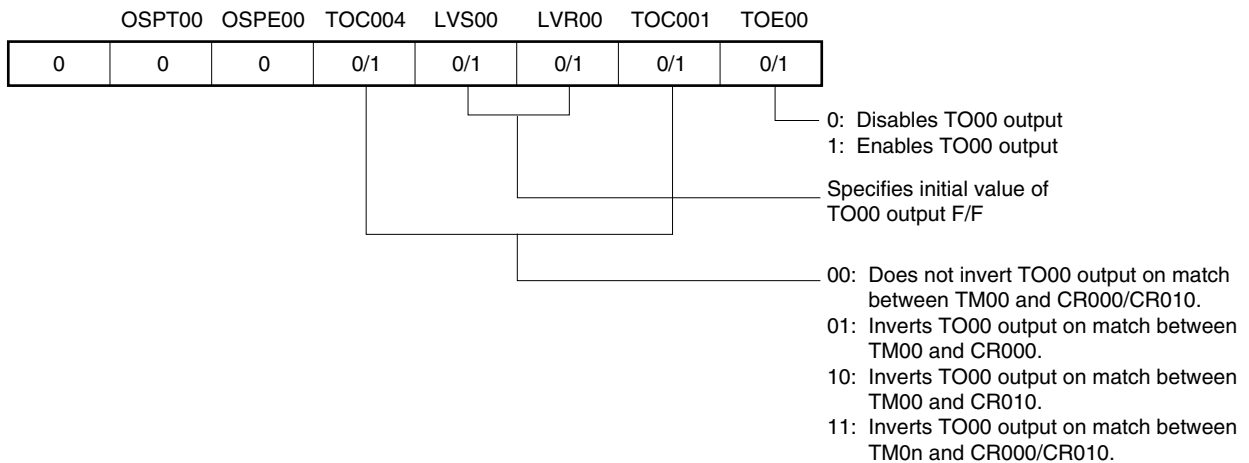 OSPT00 OSPE00 TOC004 LVS00 LVR00 TOC001 TOE00
0 0 0 0/1 0/1 0/1 0/1 0/1
0: Disables TO00 output
1: Enables TO00 output
Specifies initial value of
TO00 output F/F
00: Does not invert TO00 output on match
between TM00 and CR000/CR010.
01: Inverts TO00 output on match between
TM00 and CR000.
10: Inverts TO00 output on match between
TM00 and CR010.
11: Inverts TO00 output on match between
TM0n and CR000/CR010.